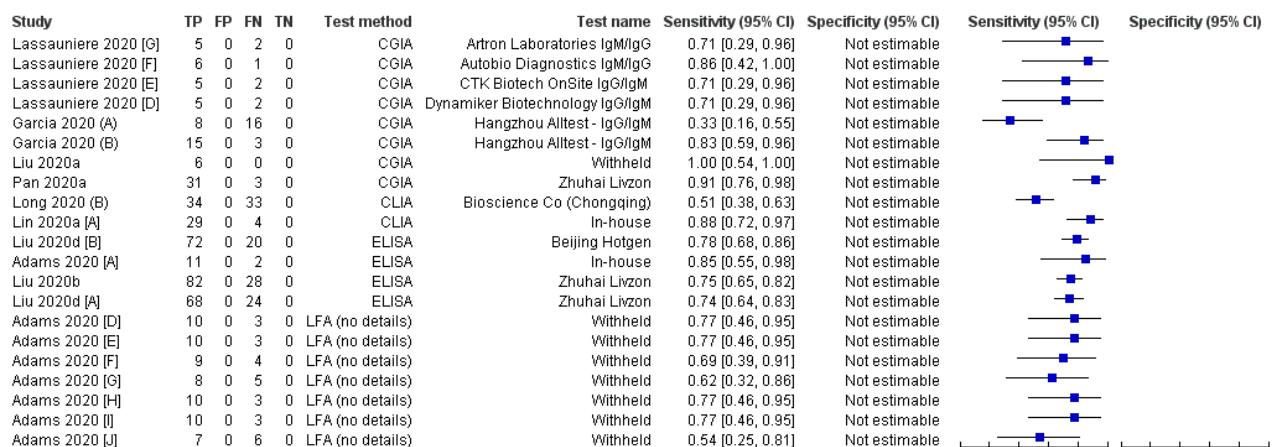 Study TP FP FN TN Test method Test name Sensitivity (95% CI) Specificity (95% CI) Sensitivity (95% CI) Specificity (95% CI)
Lassauniere 2020 [G] 5 0 2 0 CGIA Artron Laboratories IgM/IgG 0.71 [0.29, 0.96] Not estimable
Lassauniere 2020 [F] 6 0 1 0 CGIA Autobio Diagnostics IgM/IgG 0.86 [0.42, 1.00] Not estimable
Lassauniere 2020 [E] 5 0 2 0 CGIA CTK Biotech OnSite IgG/IgM 0.71 [0.29, 0.96] Not estimable
Lassauniere 2020 [D] 5 0 2 0 CGIA Dynamiker Biotechnology IgG/IgM 0.71 [0.29, 0.96] Not estimable
Garcia 2020 (A) 8 0 16 0 CGIA Hangzhou Alltest - IgG/IgM 0.33 [0.16, 0.55] Not estimable
Garcia 2020 (B) 15 0 3 0 CGIA Hangzhou Alltest - IgG/IgM 0.83 [0.59, 0.96] Not estimable
Liu 2020a 6 0 0 0 CGIA Withheld 1.00 [0.54, 1.00] Not estimable
Pan 2020a 31 0 3 0 CGIA Zhuhai Livzon 0.91 [0.76, 0.98] Not estimable
Long 2020 (B) 34 0 33 0 CLIA Bioscience Co (Chongqing) 0.51 [0.38, 0.63] Not estimable
Lin 2020a [A] 29 0 4 0 CLIA In-house 0.88 [0.72, 0.97] Not estimable
Liu 2020d [B] 72 0 20 0 ELISA Beijing Hotgen 0.78 [0.68, 0.86] Not estimable
Adams 2020 [A] 11 0 2 0 ELISA In-house 0.85 [0.55, 0.98] Not estimable
Liu 2020b 82 0 28 0 ELISA Zhuhai Livzon 0.75 [0.65, 0.82] Not estimable
Liu 2020d [A] 68 0 24 0 ELISA Zhuhai Livzon 0.74 [0.64, 0.83] Not estimable
Adams 2020 [D] 10 0 3 0 LFA (no details) Withheld 0.77 [0.46, 0.95] Not estimable
Adams 2020 [E] 10 0 3 0 LFA (no details) Withheld 0.77 [0.46, 0.95] Not estimable
Adams 2020 [F] 9 0 4 0 LFA (no details) Withheld 0.69 [0.39, 0.91] Not estimable
Adams 2020 [G] 8 0 5 0 LFA (no details) Withheld 0.62 [0.32, 0.86] Not estimable
Adams 2020 [H] 10 0 3 0 LFA (no details) Withheld 0.77 [0.46, 0.95] Not estimable
Adams 2020 [I] 10 0 3 0 LFA (no details) Withheld 0.77 [0.46, 0.95] Not estimable
Adams 2020 [J] 7 0 6 0 LFA (no details) Withheld 0.54 [0.25, 0.81] Not estimable